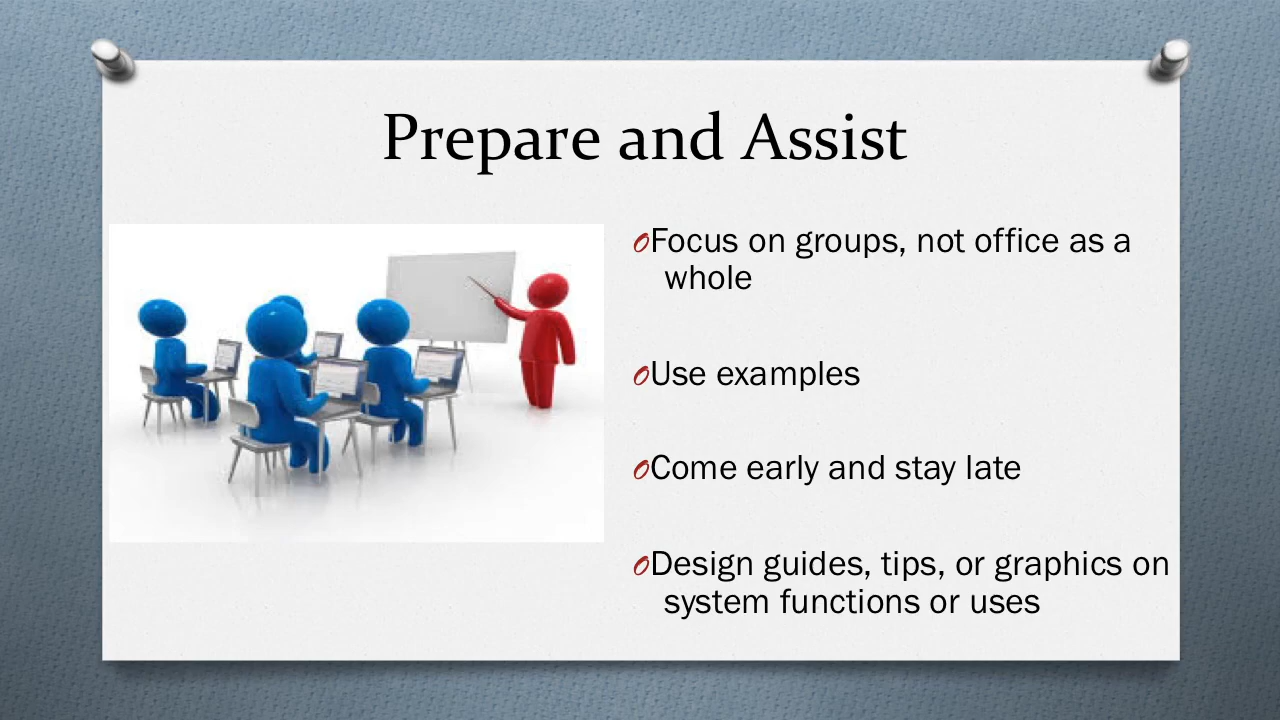 Prepare and Assist
Focus on groups, not office as a
whole
Use examples
Come early and stay late
Design guides, tips, or graphics on
system functions or uses